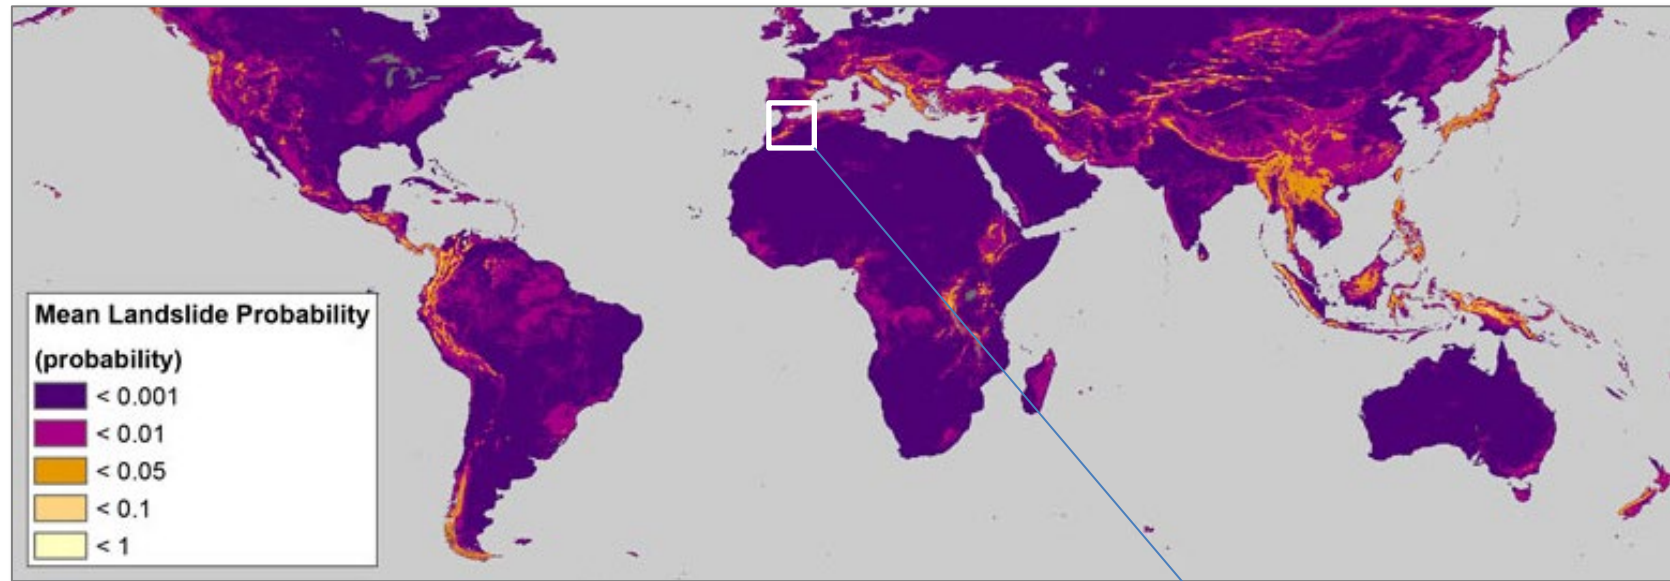 Mean Landslide Probability
(probability)
< 0.001
< 0.01
< 0.05
< 0.1
< 1